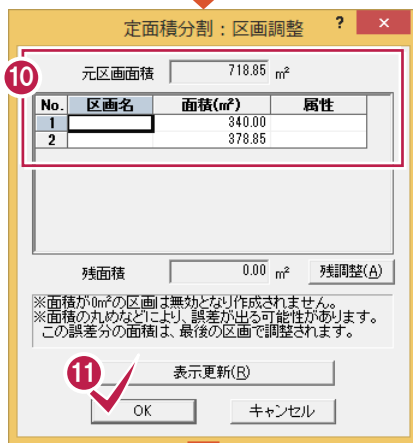 定面積分割：区画調整 ? ×
10
元区画面積 718.85 m²
No. 区画名 面積(m²) 属性
1 340.00
2 378.85
残面積 0.00 m² 残調整(A)
※面積が0m²の区画は無効となり作成されません。
※面積の丸めなどにより、誤差が出る可能性があります。
この誤差分の面積は、最後の区画で調整されます。
11
表示更新(R)
OK キャンセル